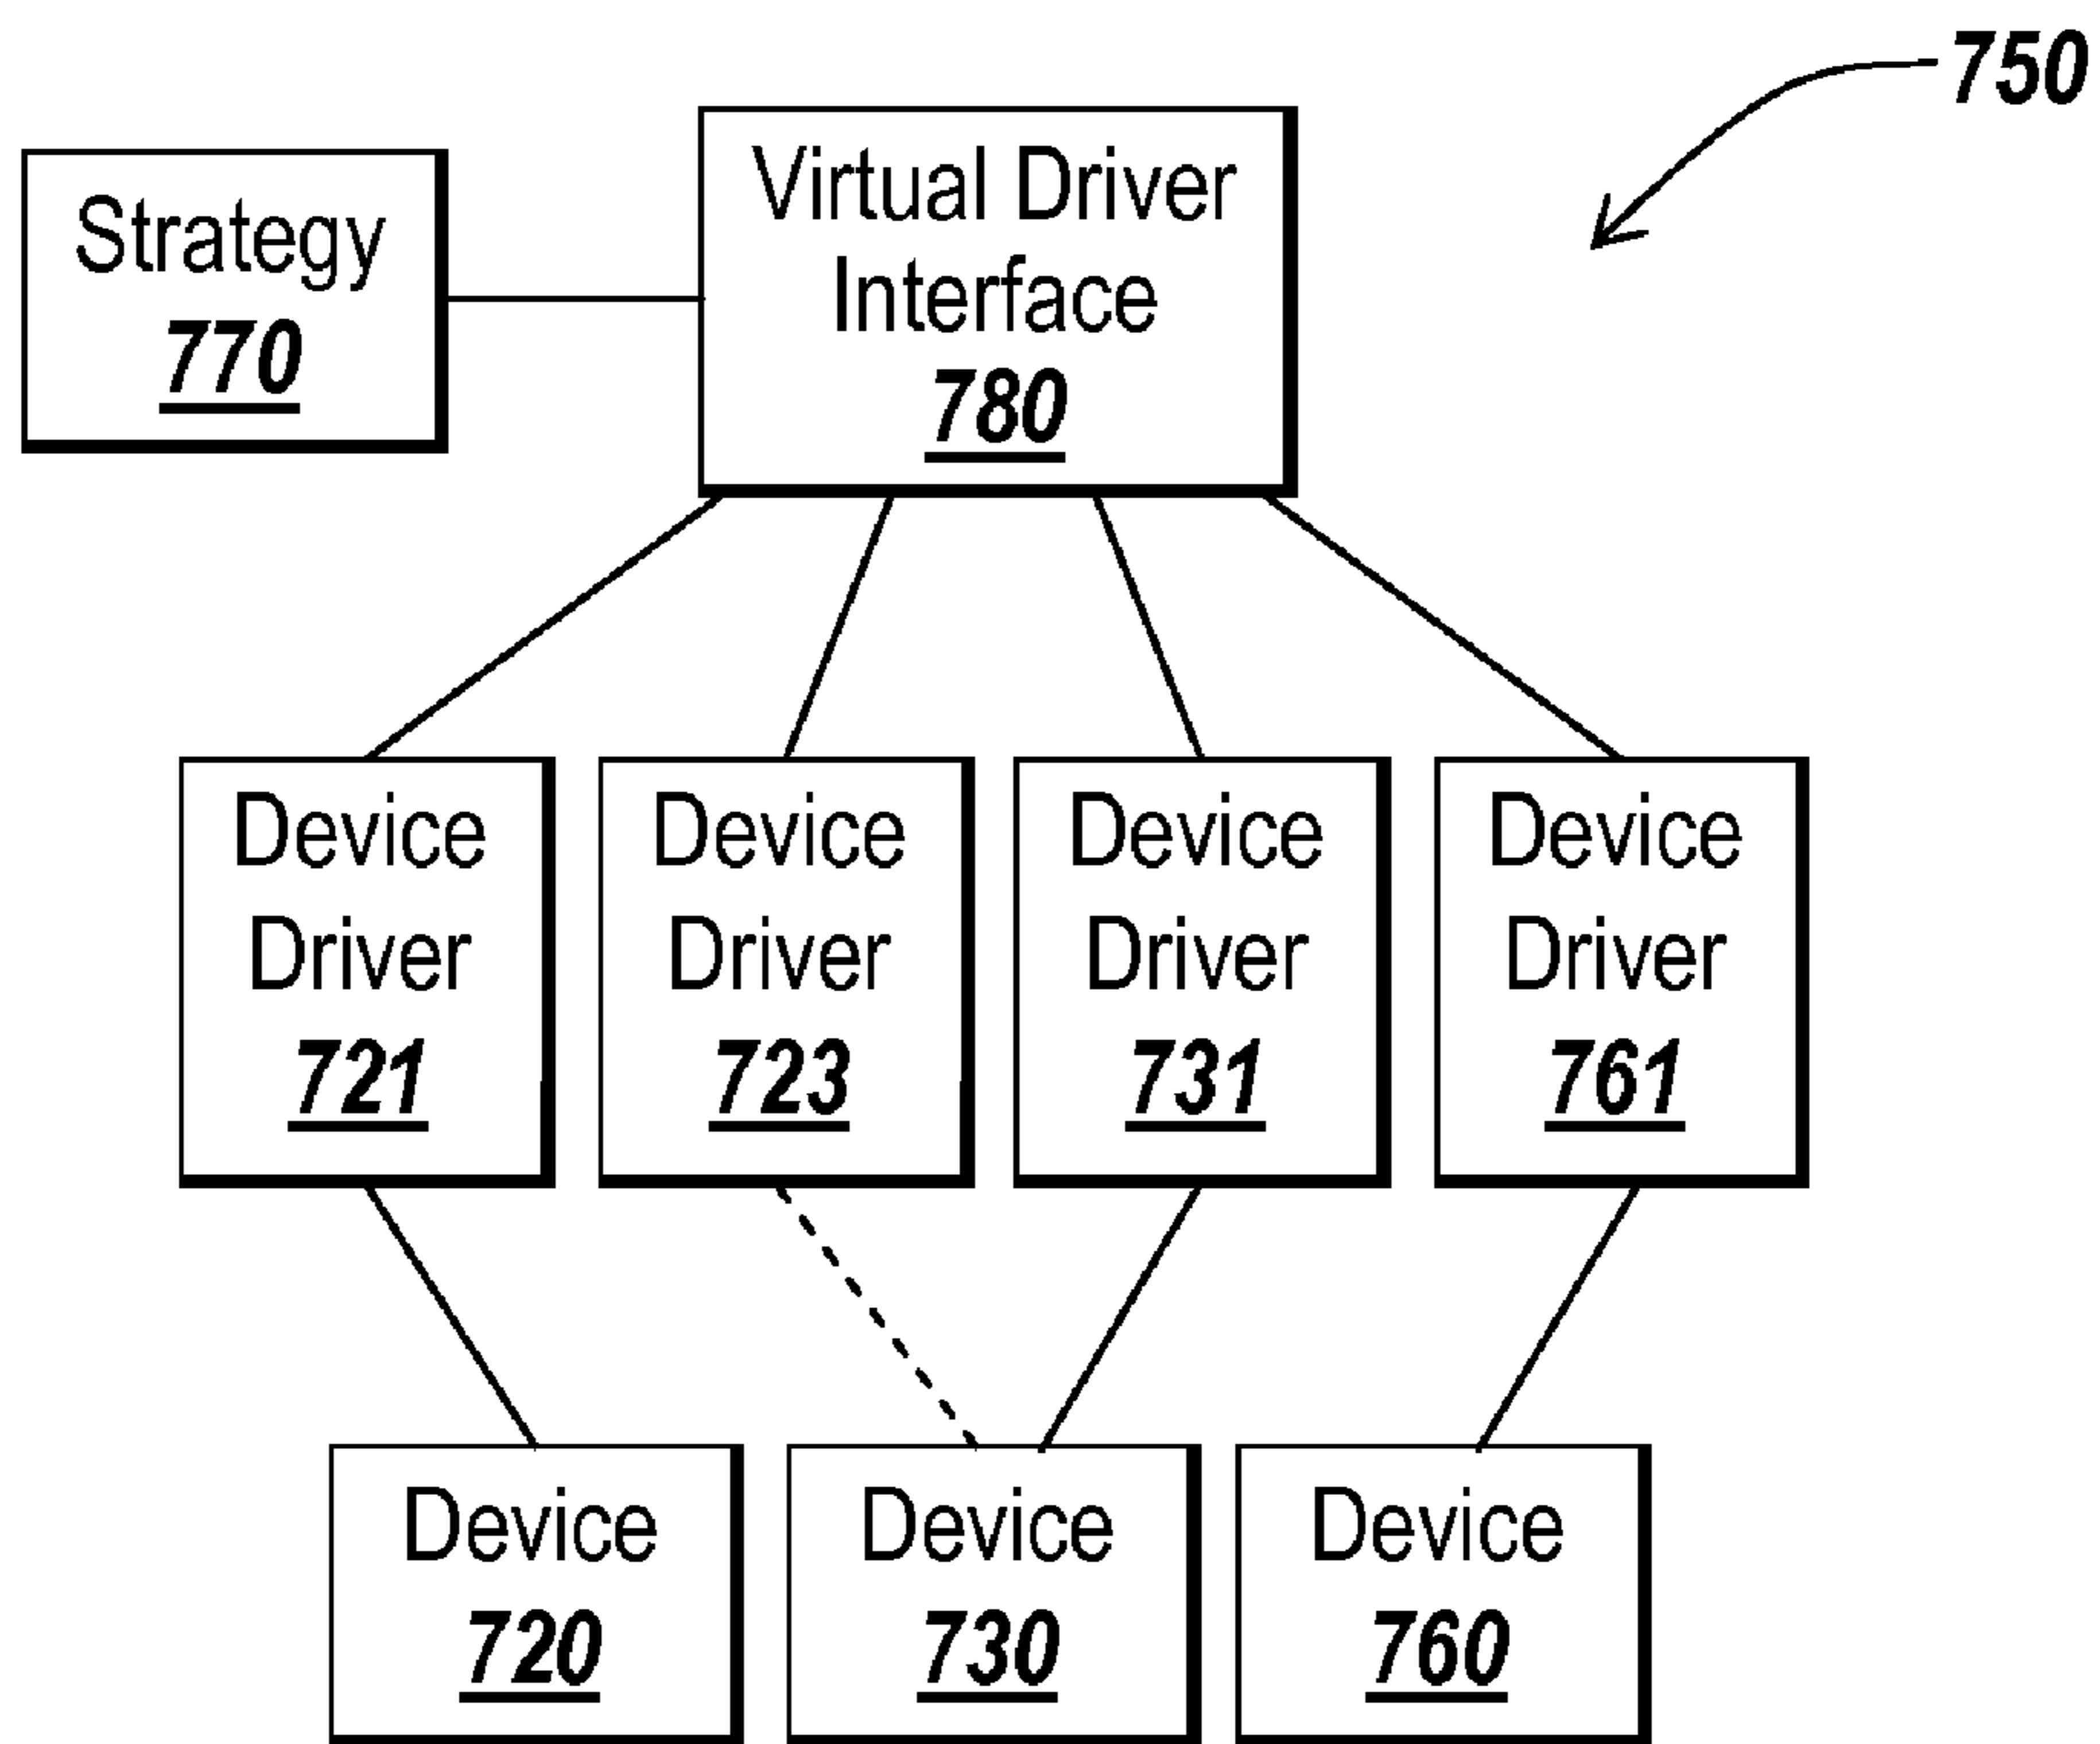 750
Strategy
770
Virtual Driver
Interface
780
Device
Driver
721
Device
Driver
723
Device
Driver
731
Device
Driver
761
Device
720
Device
730
Device
760